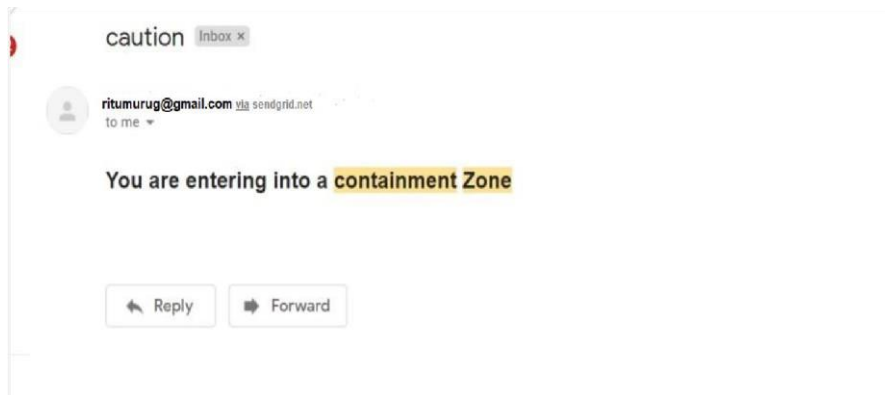 caution Inbox ×
ritumurug@gmail.com via sendgrid.net
to me
You are entering into a containment Zone
Reply Forward